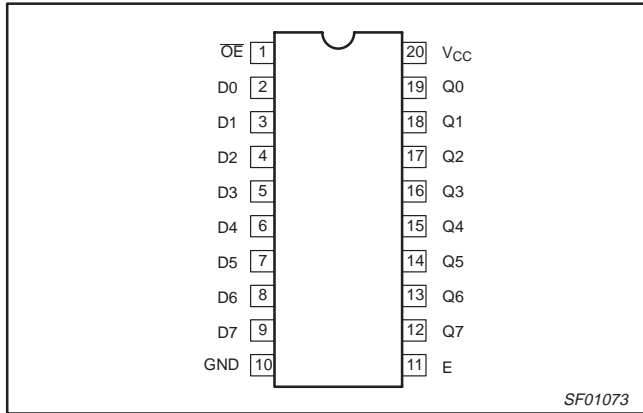 O̅E̅ 1 20 VCC
D0 2 19 Q0
D1 3 18 Q1
D2 4 17 Q2
D3 5 16 Q3
D4 6 15 Q4
D5 7 14 Q5
D6 8 13 Q6
D7 9 12 Q7
GND 10 11 E
SF01073